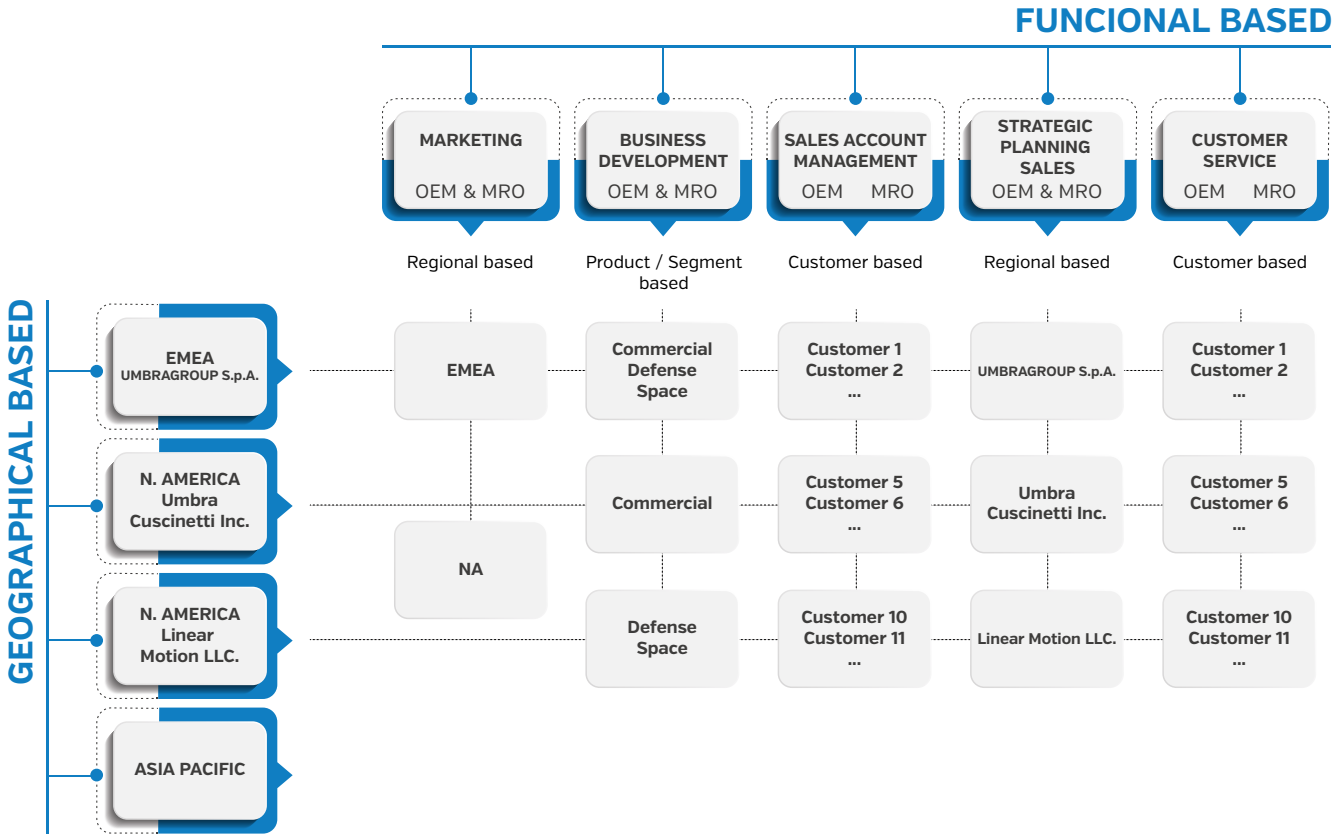 FUNCIONAL BASED
MARKETING
OEM & MRO
BUSINESS
DEVELOPMENT
OEM & MRO
SALES ACCOUNT
MANAGEMENT
OEM MRO
STRATEGIC
PLANNING
SALES
OEM & MRO
CUSTOMER
SERVICE
OEM MRO
Regional based
Product / Segment
based
Customer based
Regional based
Customer based
GEOGRAPHICAL BASED
EMEA
UMBRAGROUP S.p.A.
EMEA
Commercial
Defense
Space
Customer 1
Customer 2
...
UMBRAGROUP S.p.A.
Customer 1
Customer 2
...
N. AMERICA
Umbra
Cuscinetti Inc.
NA
Commercial
Customer 5
Customer 6
...
Umbra
Cuscinetti Inc.
Customer 5
Customer 6
...
N. AMERICA
Linear
Motion LLC.
Defense
Space
Customer 10
Customer 11
...
Linear Motion LLC.
Customer 10
Customer 11
...
ASIA PACIFIC